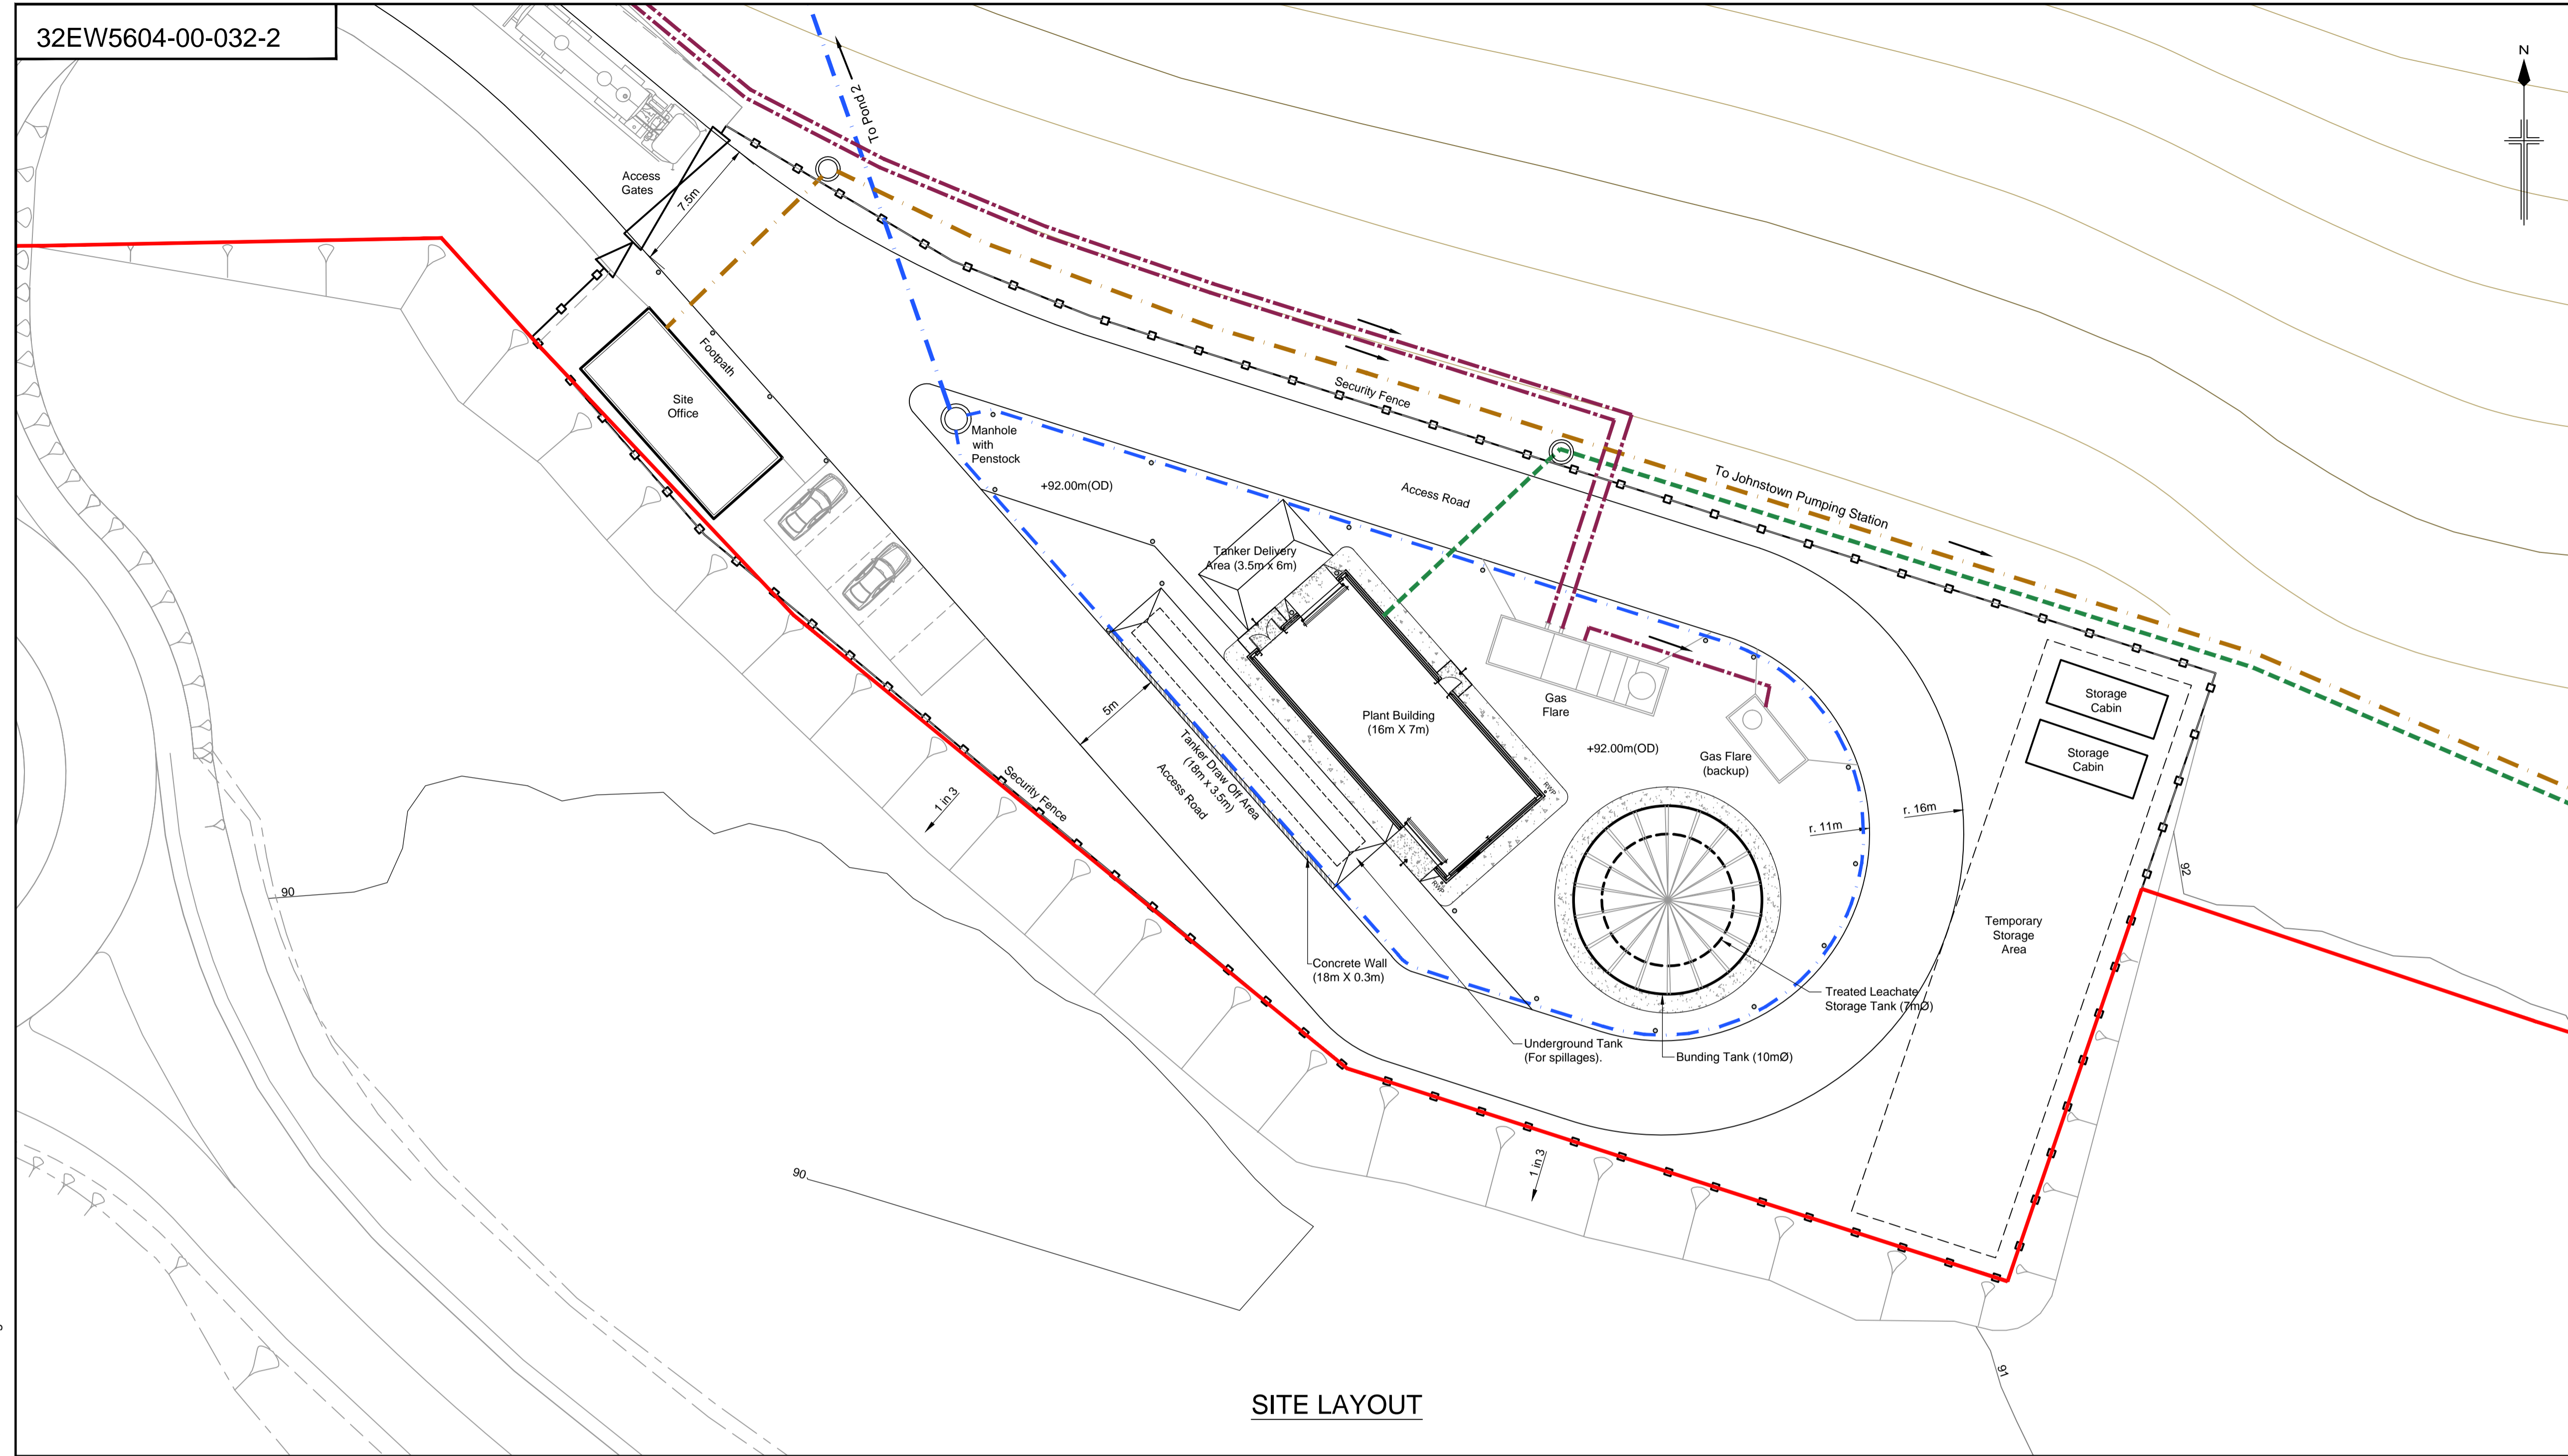 32EW5604-00-032-2
N
To Pond 2
Access
Gates
7.5m
Footpath
Site
Office
Security Fence
Manhole
with
Penstock
+92.00m(OD)
Access Road
To Johnstown Pumping Station
Tanker Delivery
Area (3.5m x 6m)
Storage
Cabin
Storage
Cabin
Gas
Flare
Plant Building
(16m X 7m)
5m
+92.00m(OD)
Gas Flare
(backup)
Tanker Draw Off Area
(18m x 3.5m)
Access Road
RWP
RWP
Security Fence
1 in 3
r. 11m
r. 16m
92
90
Temporary
Storage
Area
Concrete Wall
(18m X 0.3m)
Treated Leachate
Storage Tank (7mØ)
Underground Tank
(For spillages).
Bunding Tank (10mØ)
90
1 in 3
91
SITE LAYOUT